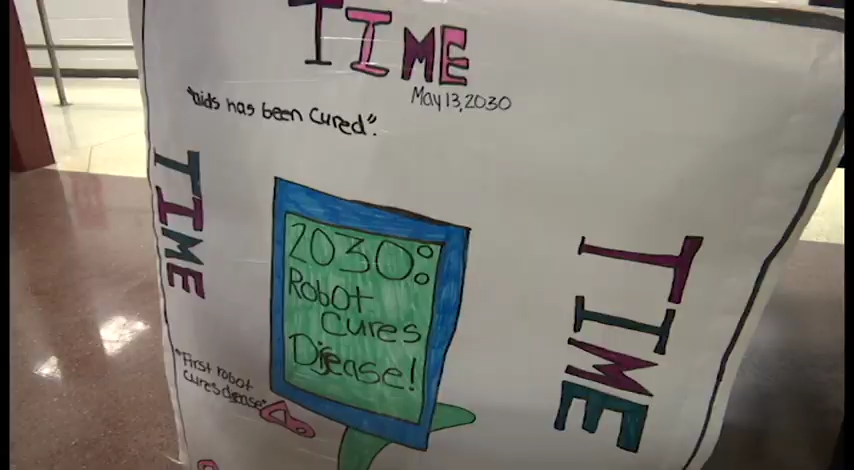 TIME
May 13, 2030
"aids has been cured".
TIME
TIME
2030:
Robot
Cures
Disease!
"First robot
cures disease"